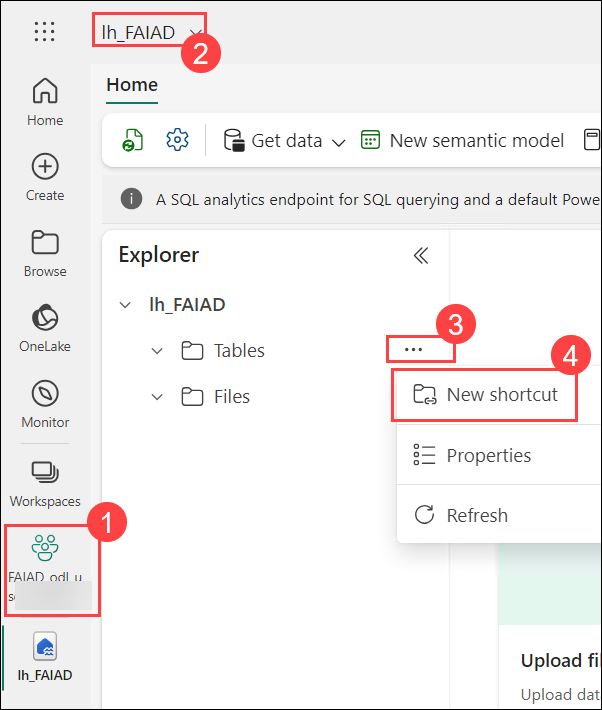 lh_FAIAD
2
Home
Home
Get data
New semantic model
Create
A SQL analytics endpoint for SQL querying and a default Powe
Explorer
Browse
lh_FAIAD
3
OneLake
Tables
...
4
Files
New shortcut
Monitor
Properties
Workspaces
Refresh
1
FAIAD_odl_u
lh_FAIAD
Upload fi
Upload dat